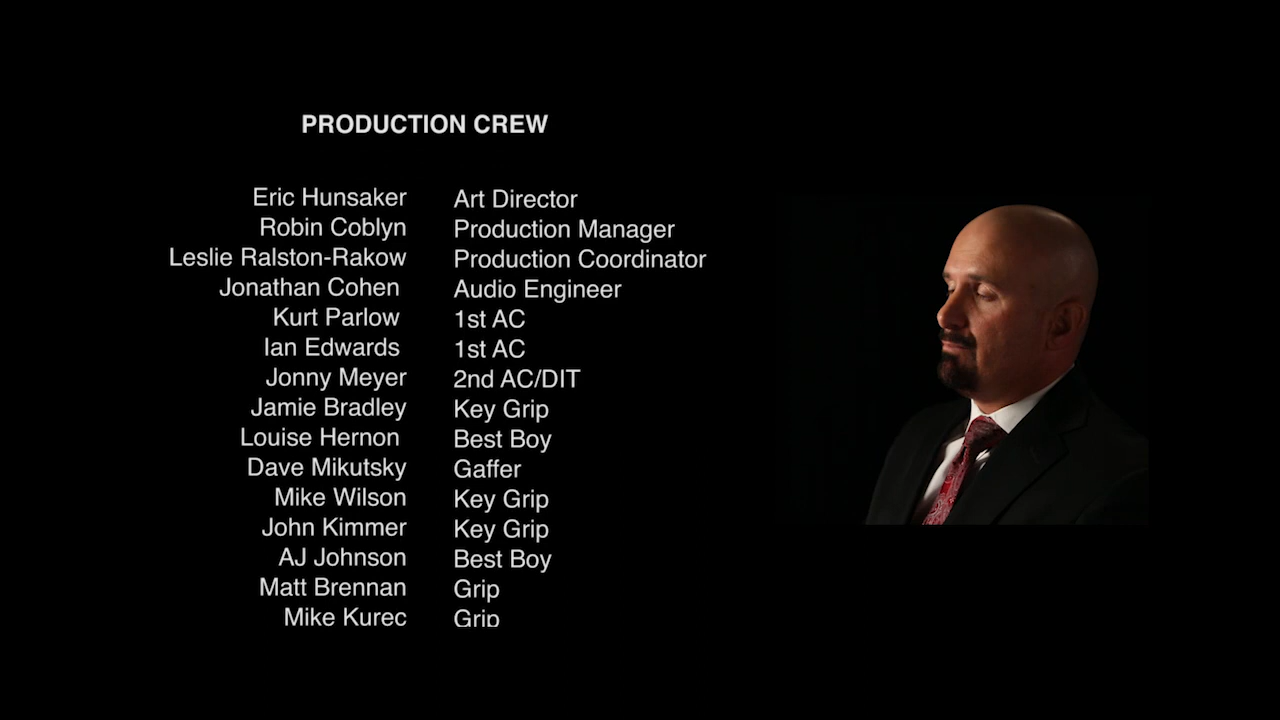 PRODUCTION CREW
Eric Hunsaker Art Director
Robin Coblyn Production Manager
Leslie Ralston-Rakow Production Coordinator
Jonathan Cohen Audio Engineer
Kurt Parlow 1st AC
Ian Edwards 1st AC
Jonny Meyer 2nd AC/DIT
Jamie Bradley Key Grip
Louise Hernon Best Boy
Dave Mikutsky Gaffer
Mike Wilson Key Grip
John Kimmer Key Grip
AJ Johnson Best Boy
Matt Brennan Grip
Mike Kurec Grip